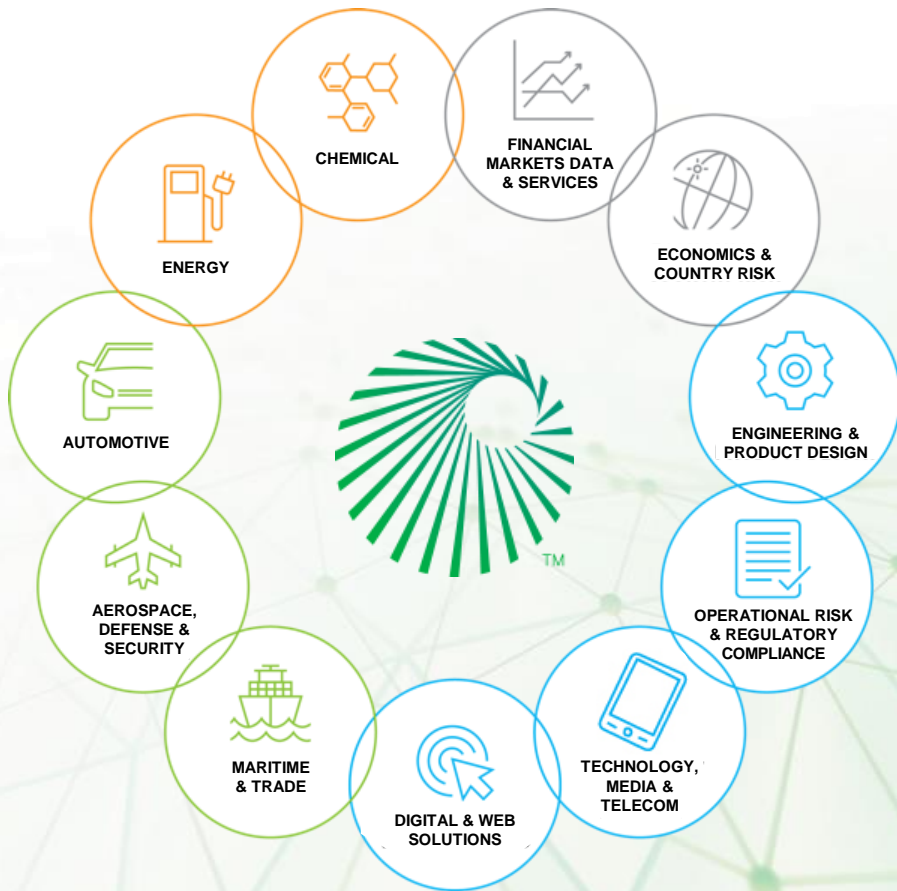 CHEMICAL
FINANCIAL
MARKETS DATA
& SERVICES
ECONOMICS &
COUNTRY RISK
ENERGY
AUTOMOTIVE
ENGINEERING &
PRODUCT DESIGN
TM
AEROSPACE,
DEFENSE &
SECURITY
OPERATIONAL RISK
& REGULATORY
COMPLIANCE
MARITIME
& TRADE
TECHNOLOGY,
MEDIA &
TELECOM
DIGITAL & WEB
SOLUTIONS